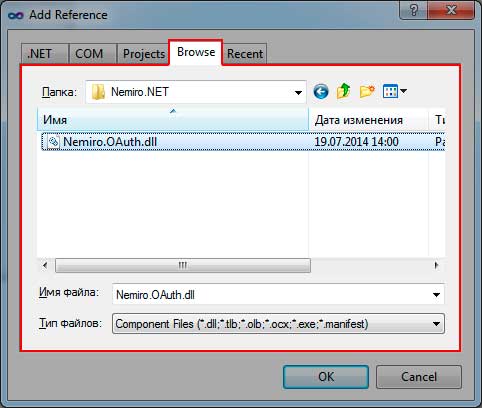 Add Reference
.NET COM Projects Browse Recent
Папка: Nemiro.NET
Имя Дата изменения Ти
Nemiro.OAuth.dll 19.07.2014 14:00 Ра
Имя файла: Nemiro.OAuth.dll
Тип файлов: Component Files (*.dll;*.tlb;*.olb;*.ocx;*.exe;*.manifest)
OK Cancel